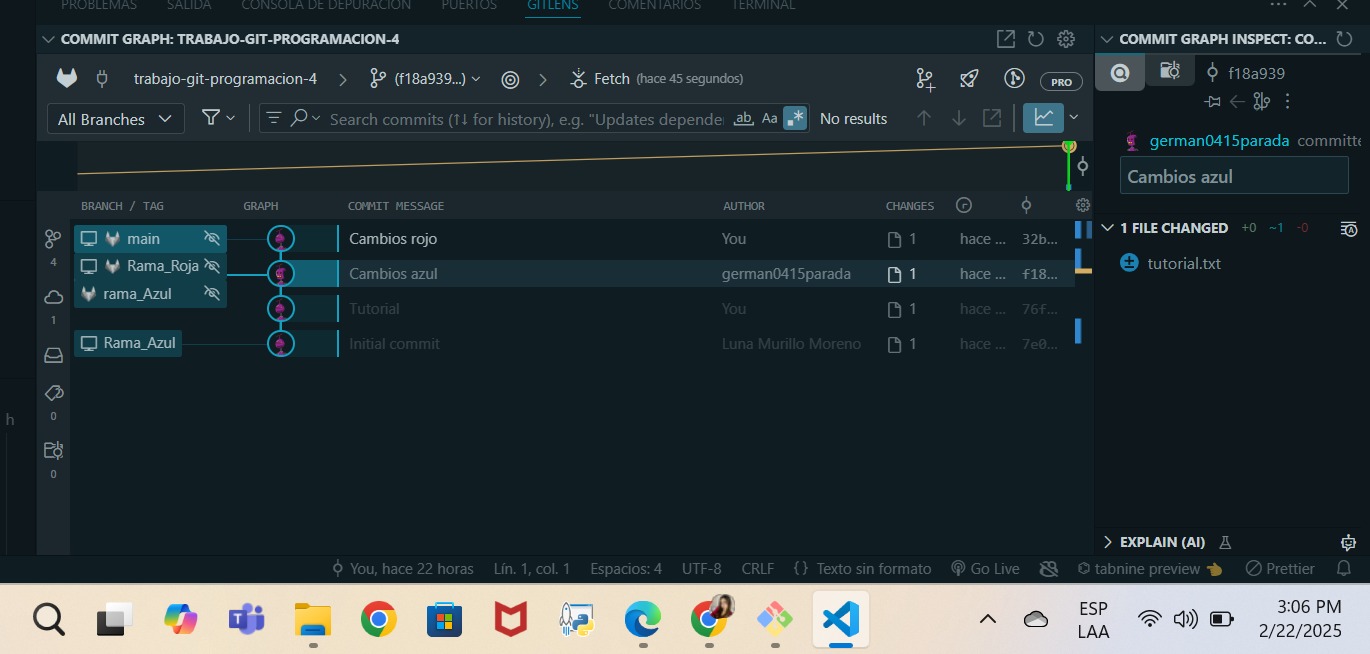 PROBLEMAS SALIDA CONSOLA DE DEPURACIÓN PUERTOS GITLENS COMENTARIOS TERMINAL
COMMIT GRAPH: TRABAJO-GIT-PROGRAMACION-4
COMMIT GRAPH INSPECT: CO...
trabajo-git-programacion-4 (f18a939...) Fetch (hace 45 segundos) PRO
f18a939
All Branches Search commits (↑↓ for history), e.g. "Updates depender ab, Aa No results
german0415parada committe
Cambios azul
BRANCH / TAG GRAPH COMMIT MESSAGE AUTHOR CHANGES
1 FILE CHANGED +0 ~1 -0
tutorial.txt
main Cambios rojo You 1 hace ... 32b...
4
Rama_Roja Cambios azul german0415parada 1 hace ... f18...
rama_Azul
Tutorial You 1 hace ... 76f...
1
Rama_Azul Initial commit Luna Murillo Moreno 1 hace ... 7e0...
0
h
0
EXPLAIN (AI)
You, hace 22 horas Lín. 1, col. 1 Espacios: 4 UTF-8 CRLF {} Texto sin formato Go Live tabnine preview Prettier
ESP
LAA
3:06 PM
2/22/2025